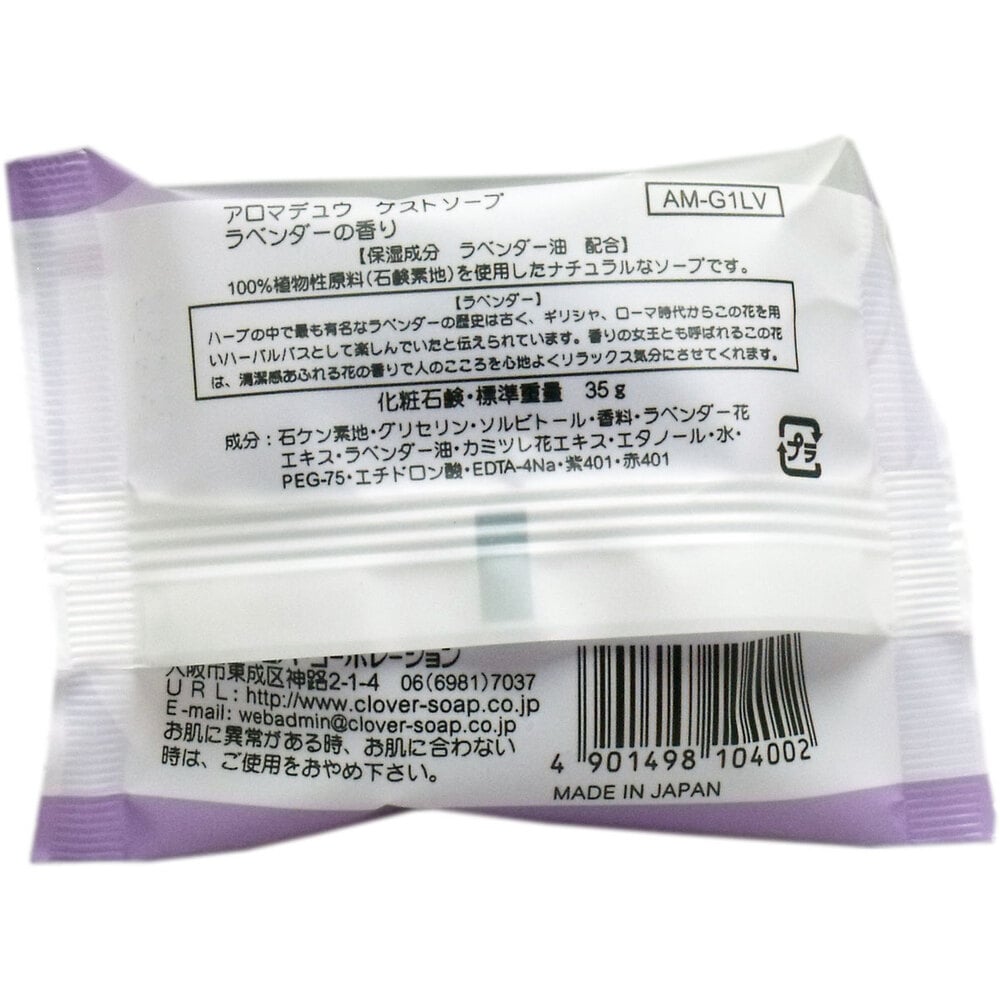 アロマデュウ ゲストソープ
AM-G1LV
ラベンダーの香り
【保湿成分 ラベンダー油 配合】
100%植物性原料(石鹸素地)を使用したナチュラルなソープです。
【ラベンダー】
ハーブの中で最も有名なラベンダーの歴史は古く、ギリシャ、ローマ時代からこの花を用
いハーバルバスとして楽しんでいたと伝えられています。香りの女王とも呼ばれるこの花
は、清潔感あふれる花の香りで人のこころを心地よくリラックス気分にさせてくれます。
化粧石鹸・標準重量 35g
成分:石ケン素地・グリセリン・ソルビトール・香料・ラベンダー花
エキス・ラベンダー油・カミツレ花エキス・エタノール・水・
PEG-75・エチドロン酸・EDTA-4Na・紫401・赤401
プラ
コーポレーション
大阪市東成区神路2-1-4 06(6981)7037
URL:http://www.clover-soap.co.jp
E-mail: webadmin@clover-soap.co.jp
お肌に異常がある時、お肌に合わない
時は、ご使用をおやめ下さい。
4 901498 104002
MADE IN JAPAN